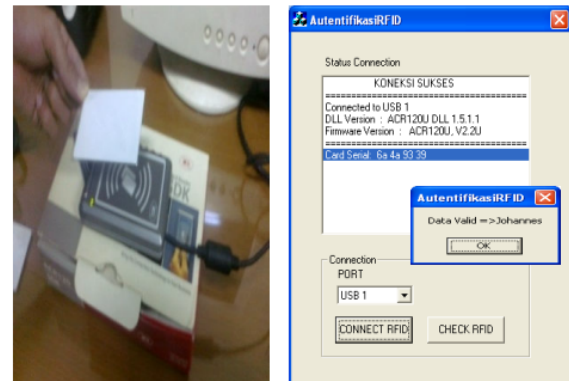 DK
AutentifikasiRFID
Status Connection
KONEKSI SUKSES
Connected to USB 1
DLL Version : ACR120U DLL 1.5.1.1
Firmware Version : ACR120U, V2.2U
Card Serial: 6a 4a 93 39
AutentifikasiRFID
Data Valid =>Johannes
OK
Connection
PORT
USB 1
CONNECT RFID
CHECK RFID